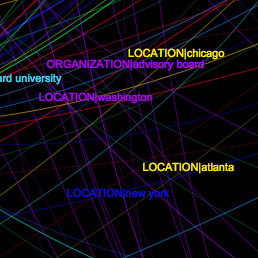 LOCATION|chicago
ORGANIZATION|advisory board
ard university
LOCATION|washington
LOCATION|atlanta
LOCATION|new york